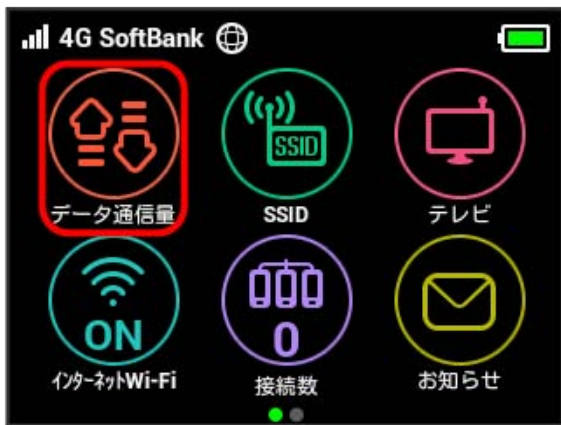 4G SoftBank
SSID
データ通信量
SSID
テレビ
ON
0
インターネットWi-Fi
接続数
お知らせ